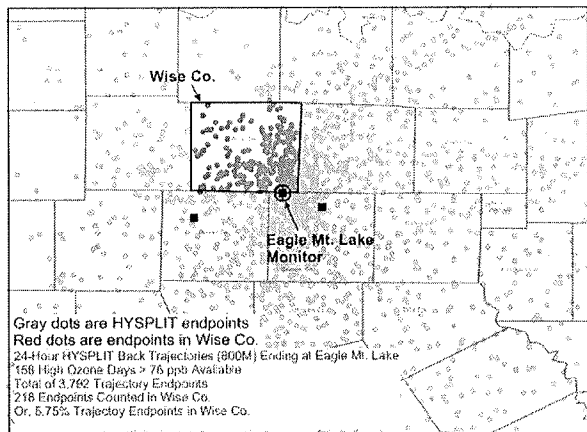 Wise Co.
Eagle Mt. Lake
Monitor
Gray dots are HYSPLIT endpoints
Red dots are endpoints in Wise Co.
24-Hour HYSPLIT Back Trajectories (800M) Ending at Eagle Mt. Lake
158 High Ozone Days > 76 ppb Available
Total of 3,792 Trajectory Endpoints
218 Endpoints Counted in Wise Co.
Or, 5.75% Trajectoy Endpoints in Wise Co.